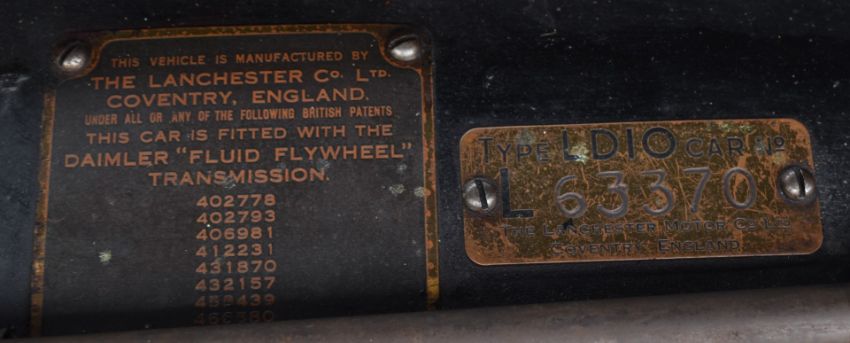 THIS VEHICLE IS MANUFACTURED BY
THE LANCHESTER Co. LTD.
COVENTRY, ENGLAND.
UNDER ALL OR ANY OF THE FOLLOWING BRITISH PATENTS
THIS CAR IS FITTED WITH THE
DAIMLER "FLUID FLYWHEEL"
TRANSMISSION.
402778
402793
406981
412231
431870
432157
458439
466580
TYPE LD10 CAR No
L 63370
THE LANCHESTER MOTOR Co LTD
COVENTRY, ENGLAND